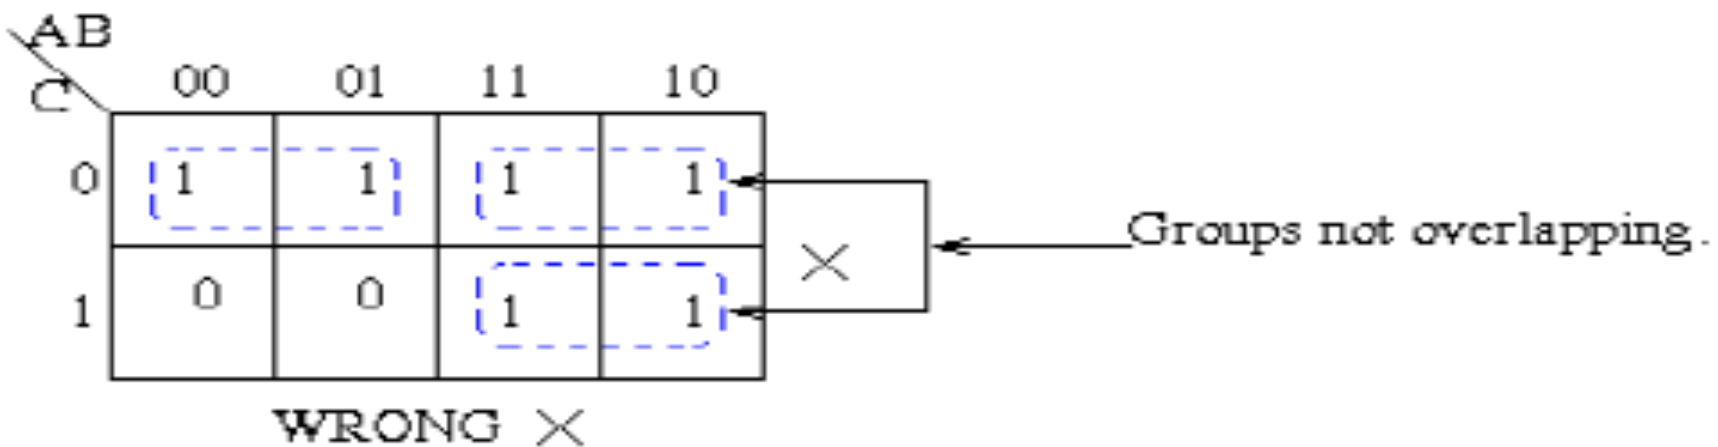 AB
C 00 01 11 10
0 1 1 1 1
Groups not overlapping.
1 0 0 1 1
WRONG X